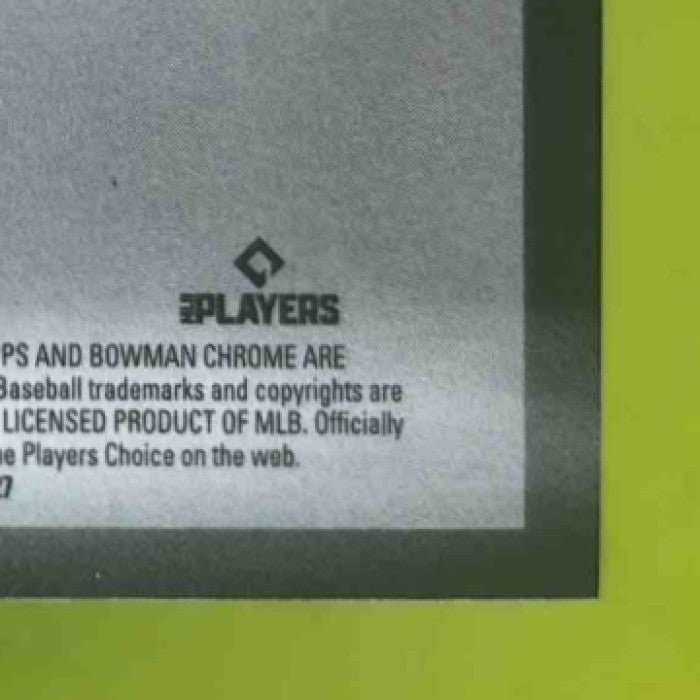 PLAYERS
PS AND BOWMAN CHROME ARE
Baseball trademarks and copyrights are
LICENSED PRODUCT OF MLB. Officially
e Players Choice on the web.